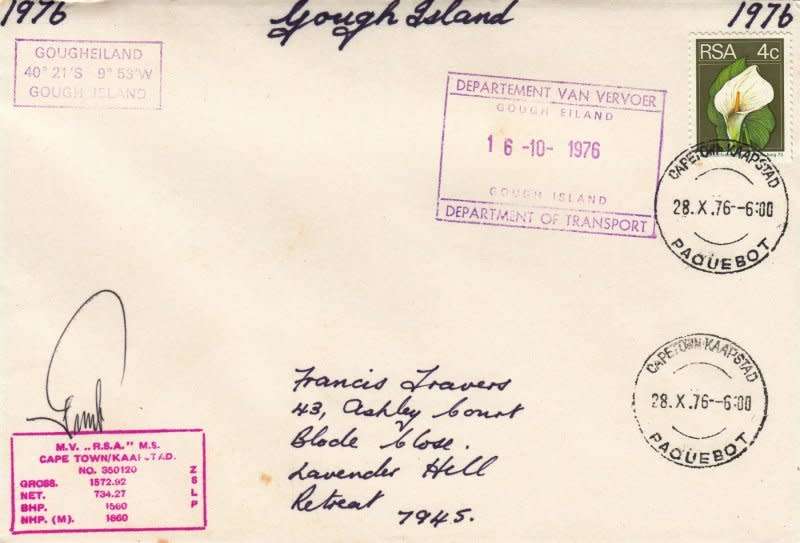 1976 Gough Island 1976
GOUGHEILAND
40° 21'S 9° 53'W
GOUGH ISLAND
DEPARTEMENT VAN VERVOER
GOUGH EILAND
16 -10- 1976
GOUGH ISLAND
DEPARTMENT OF TRANSPORT
RSA 4c
CAPETOWN-KAAPSTAD
28.X.76--6:00
PAQUEBOT
CAPETOWN-KAAPSTAD
28.X.76--6:00
PAQUEBOT
Francis Travers
43, Ashley Court
Blode Close.
Lavender Hill
Retreat
7945.
M.V. „R.S.A." M.S.
CAPE TOWN/KAAPSTAD.
NO. 350120
GROSS. 1572.92
NET. 734.27
BHP. 1560
NHP. (M). 1660
ZSLP